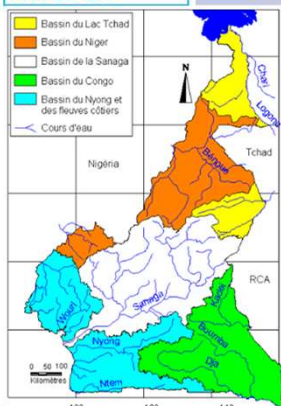 Bassin du Lac Tchad
Bassin du Niger
Bassin de la Sanaga
Bassin du Congo
Bassin du Nyong et
des fleuves côtiers
Cours d'eau
N
Chari
Logone
Tchad
Nigéria
Bénoué
RCA
Kadéi
Wouri
Sanaga
Boumba
Nyong
Dja
Ntem
0 50 100
Kilomètres